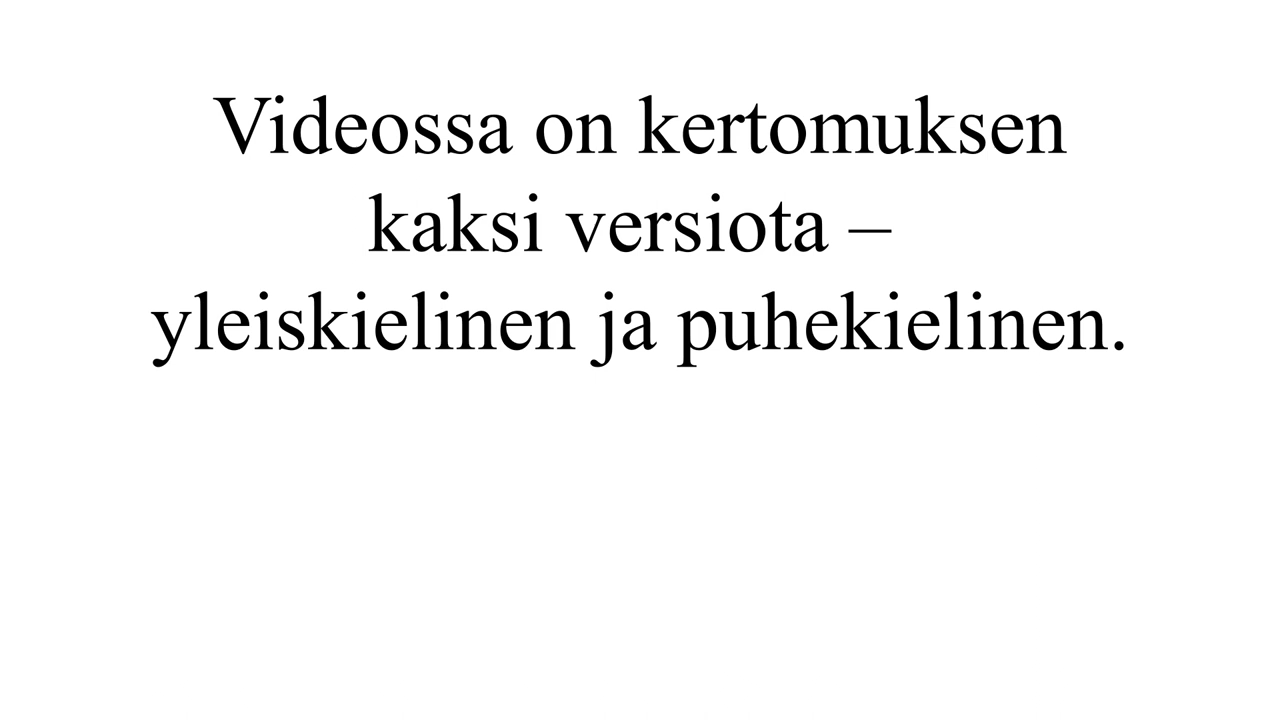 Videossa on kertomuksen
kaksi versiota –
yleiskielinen ja puhekielinen.